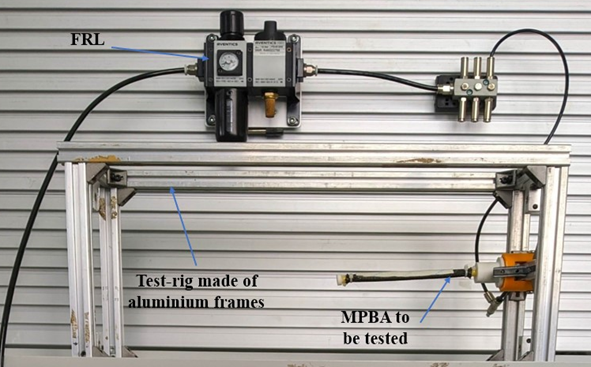 FRL
Test-rig made of
aluminium frames
MPBA to
be tested